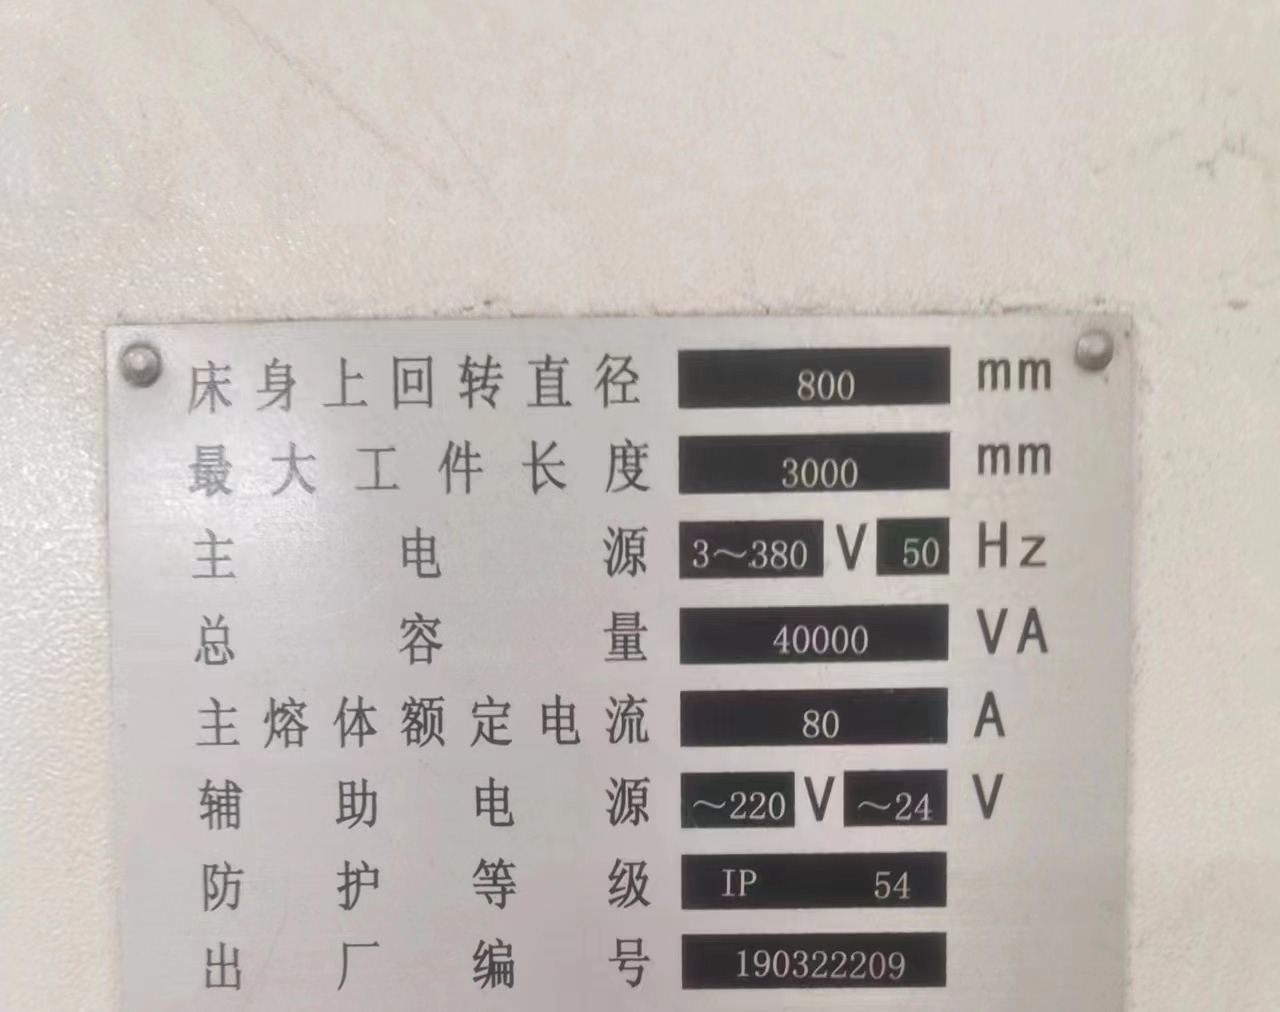 床身上回转直径 800 mm
最大工件长度 3000 mm
主电源 3～380 V 50 Hz
总容量 40000 VA
主熔体额定电流 80 A
辅助电源 ～220 V ～24 V
防护等级 IP 54
出厂编号 190322209